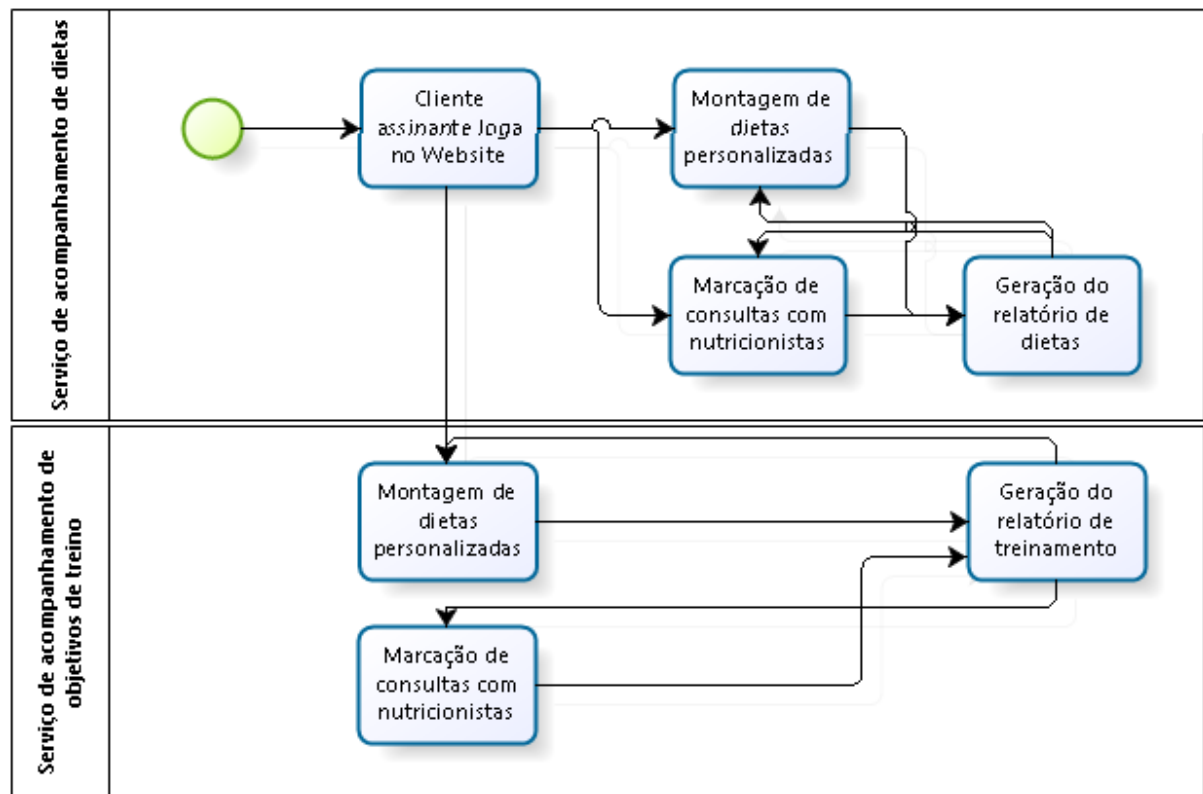 Serviço de acompanhamento de dietas
Cliente
assinante loga
no Website
Montagem de
dietas
personalizadas
Marcação de
consultas com
nutricionistas
Geração do
relatório de
dietas
Serviço de acompanhamento de
objetivos de treino
Montagem de
dietas
personalizadas
Geração do
relatório de
treinamento
Marcação de
consultas com
nutricionistas